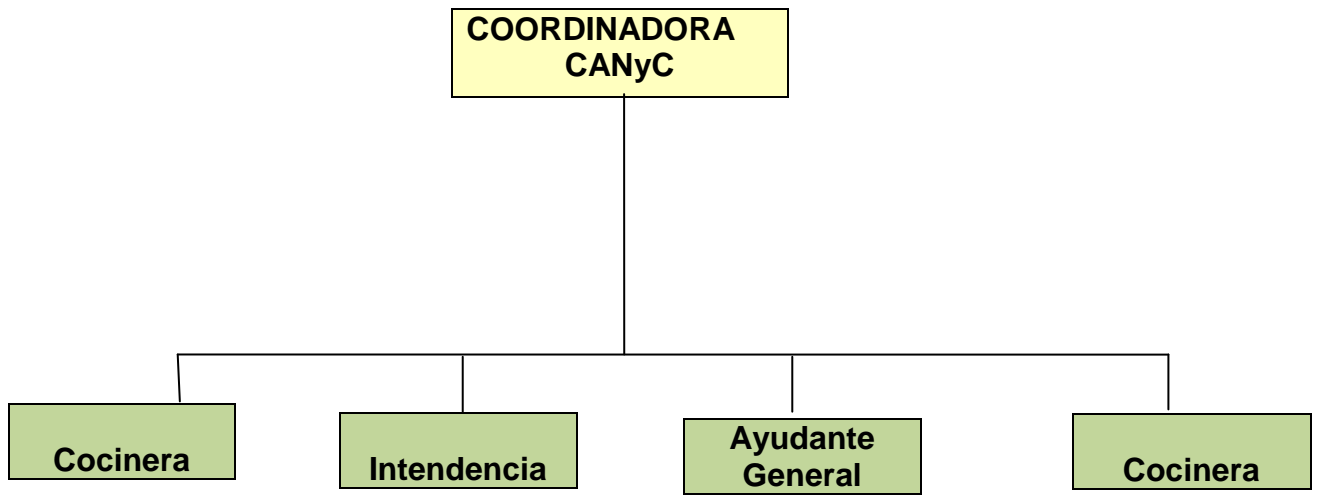 COORDINADORA
CANyC
Cocinera
Intendencia
Ayudante
General
Cocinera